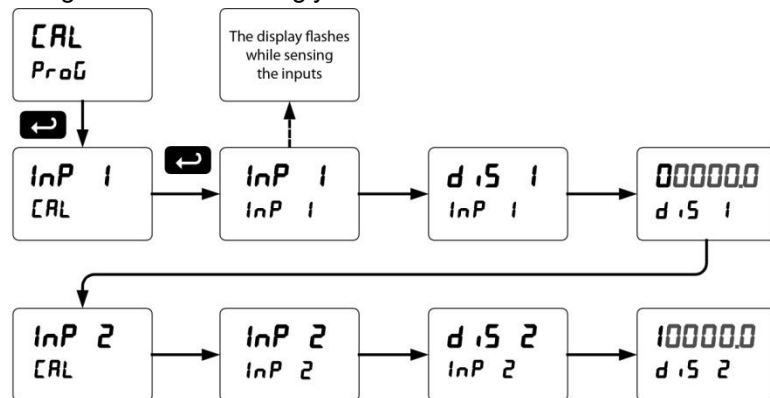 CAL
ProG
The display flashes
while sensing
the inputs
InP 1
CAL
InP 1
InP 1
diS 1
InP 1
00000.0
diS 1
InP 2
CAL
InP 2
InP 2
diS 2
InP 2
10000.0
diS 2